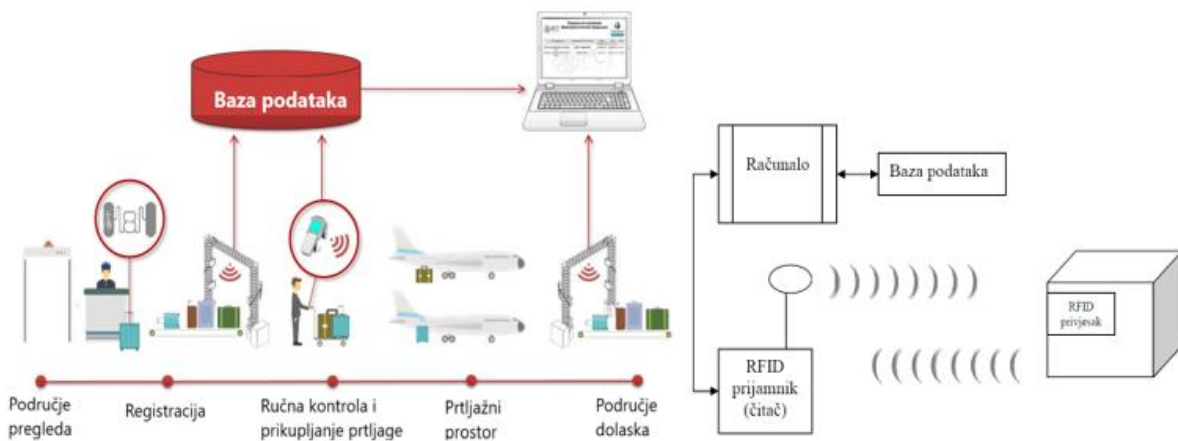 Baza podataka
Područje
pregleda
Registracija
Ručna kontrola i
prikupljanje prtljage
Prtljažni
prostor
Područje
dolaska
Računalo
Baza podataka
RFID
privjesak
RFID
prijamnik
(čitač)